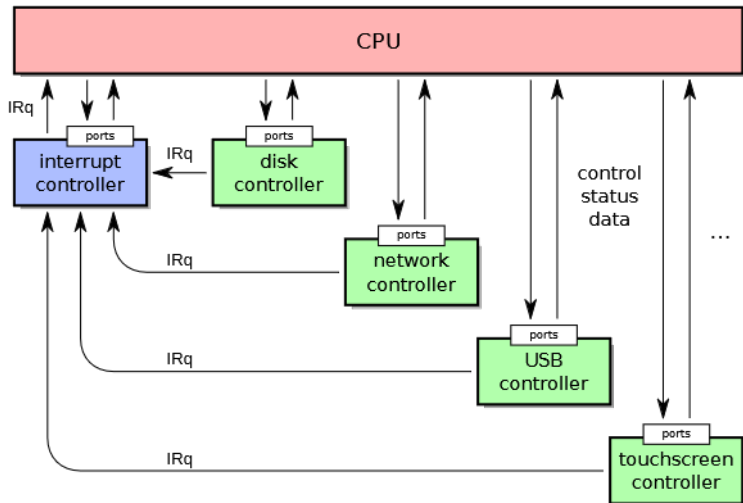 CPU
IRq
ports
interrupt
controller
IRq
ports
disk
controller
control
status
data
...
IRq
ports
network
controller
IRq
ports
USB
controller
IRq
ports
touchscreen
controller